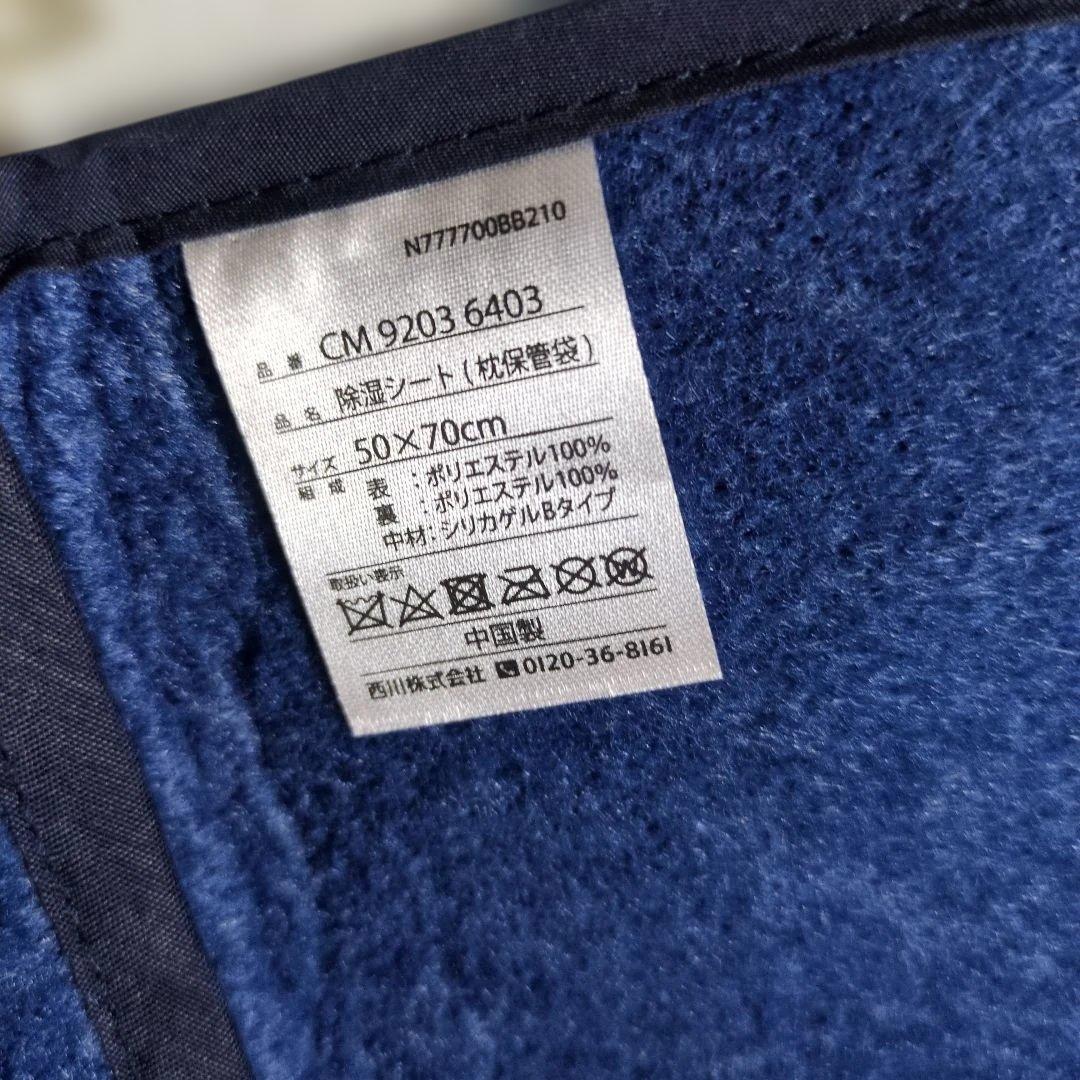 N777700BB210
品番 CM 9203 6403
品名 除湿シート(枕保管袋)
サイズ 50×70cm
組成 表 :ポリエステル100%
裏 :ポリエステル100%
中材:シリカゲルBタイプ
取扱い表示
中国製
西川株式会社 0120-36-8161